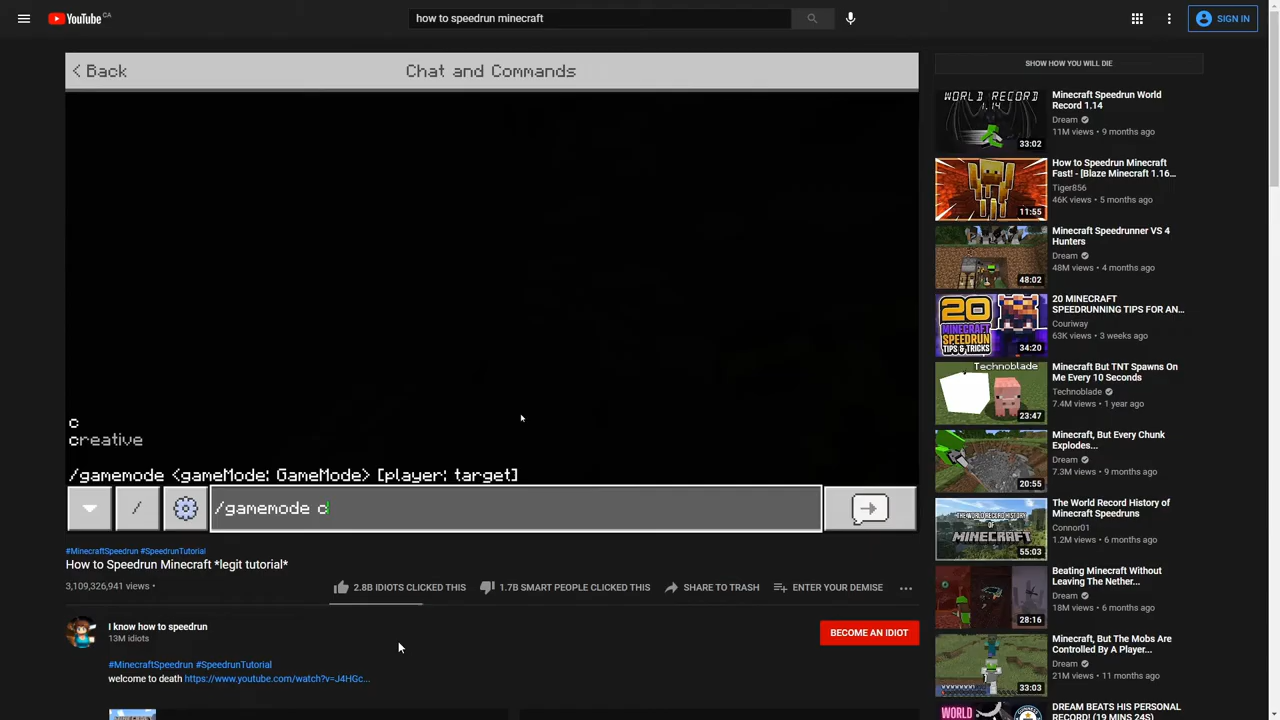 YouTube CA
how to speedrun minecraft
SIGN IN
< Back
Chat and Commands
c
creative
/gamemode <gameMode: GameMode> [player: target]
/
/gamemode c
#MinecraftSpeedrun #SpeedrunTutorial
How to Speedrun Minecraft *legit tutorial*
3,109,326,941 views •
2.8B IDIOTS CLICKED THIS
1.7B SMART PEOPLE CLICKED THIS
SHARE TO TRASH
ENTER YOUR DEMISE
I know how to speedrun
13M idiots
BECOME AN IDIOT
#MinecraftSpeedrun #SpeedrunTutorial
welcome to death https://www.youtube.com/watch?v=J4HGc...
SHOW HOW YOU WILL DIE
WORLD RECORD
1.14
33:02
Minecraft Speedrun World
Record 1.14
Dream
11M views • 9 months ago
11:55
How to Speedrun Minecraft
Fast! - [Blaze Minecraft 1.16...
Tiger856
46K views • 5 months ago
48:02
Minecraft Speedrunner VS 4
Hunters
Dream
48M views • 4 months ago
20
MINECRAFT
SPEEDRUN
TIPS & TRICKS
34:20
20 MINECRAFT
SPEEDRUNNING TIPS FOR AN...
Couriway
63K views • 3 weeks ago
Technoblade
23:47
Minecraft But TNT Spawns On
Me Every 10 Seconds
Technoblade
7.4M views • 1 year ago
20:55
Minecraft, But Every Chunk
Explodes...
Dream
7.3M views • 9 months ago
THE WORLD RECORD HISTORY
OF
MINECRAFT
55:03
The World Record History of
Minecraft Speedruns
Connor01
1.2M views • 6 months ago
28:16
Beating Minecraft Without
Leaving The Nether...
Dream
18M views • 6 months ago
33:03
Minecraft, But The Mobs Are
Controlled By A Player...
Dream
21M views • 11 months ago
WORLD
DREAM BEATS HIS PERSONAL
RECORD! (19 MINS 24S)